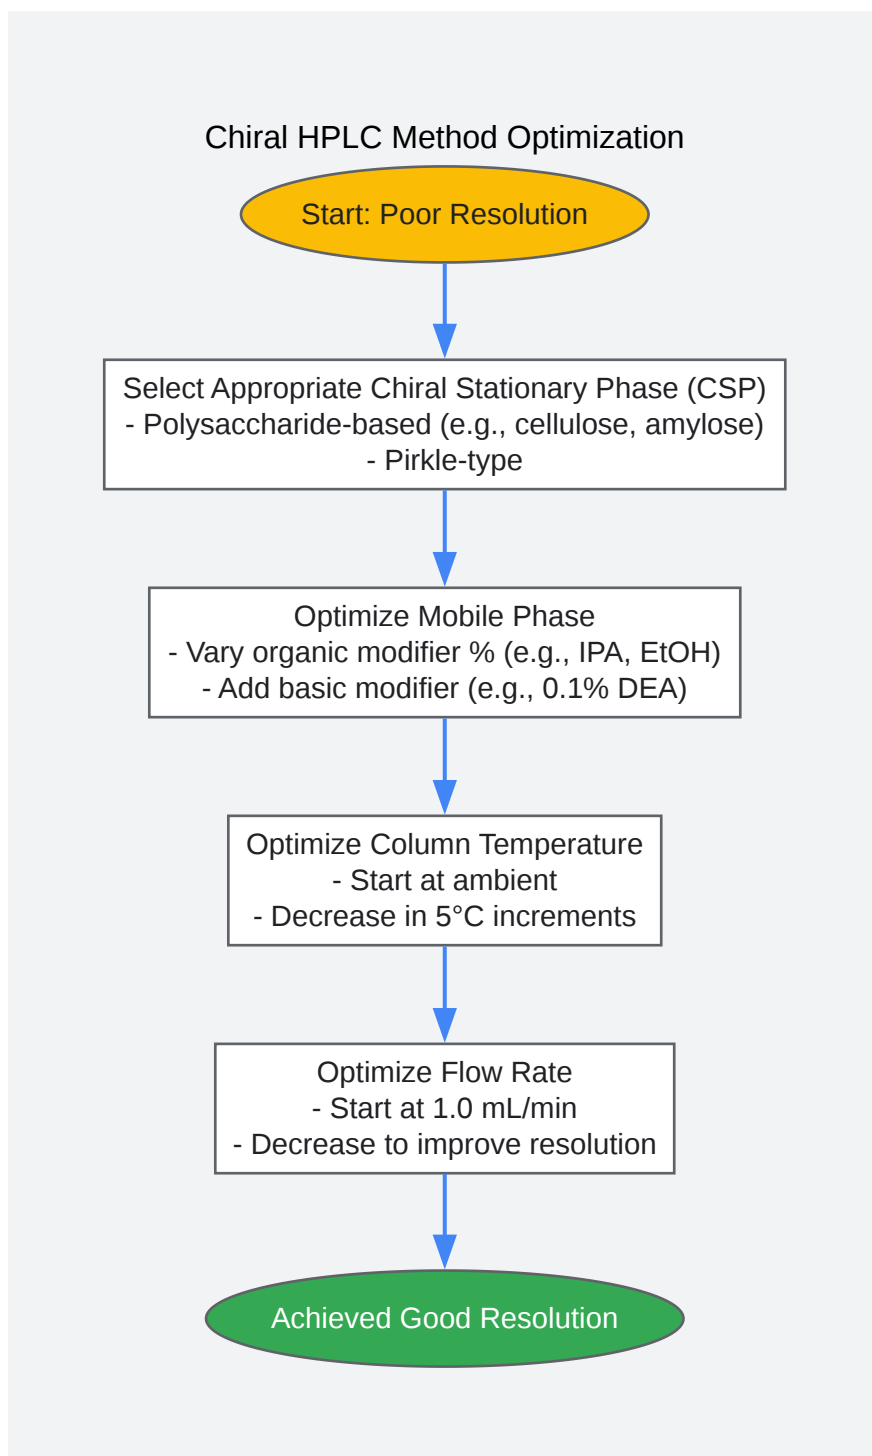 Chiral HPLC Method Optimization
Start: Poor Resolution
Select Appropriate Chiral Stationary Phase (CSP)
- Polysaccharide-based (e.g., cellulose, amylose)
- Pirkle-type
Optimize Mobile Phase
- Vary organic modifier % (e.g., IPA, EtOH)
- Add basic modifier (e.g., 0.1% DEA)
Optimize Column Temperature
- Start at ambient
- Decrease in 5°C increments
Optimize Flow Rate
- Start at 1.0 mL/min
- Decrease to improve resolution
Achieved Good Resolution